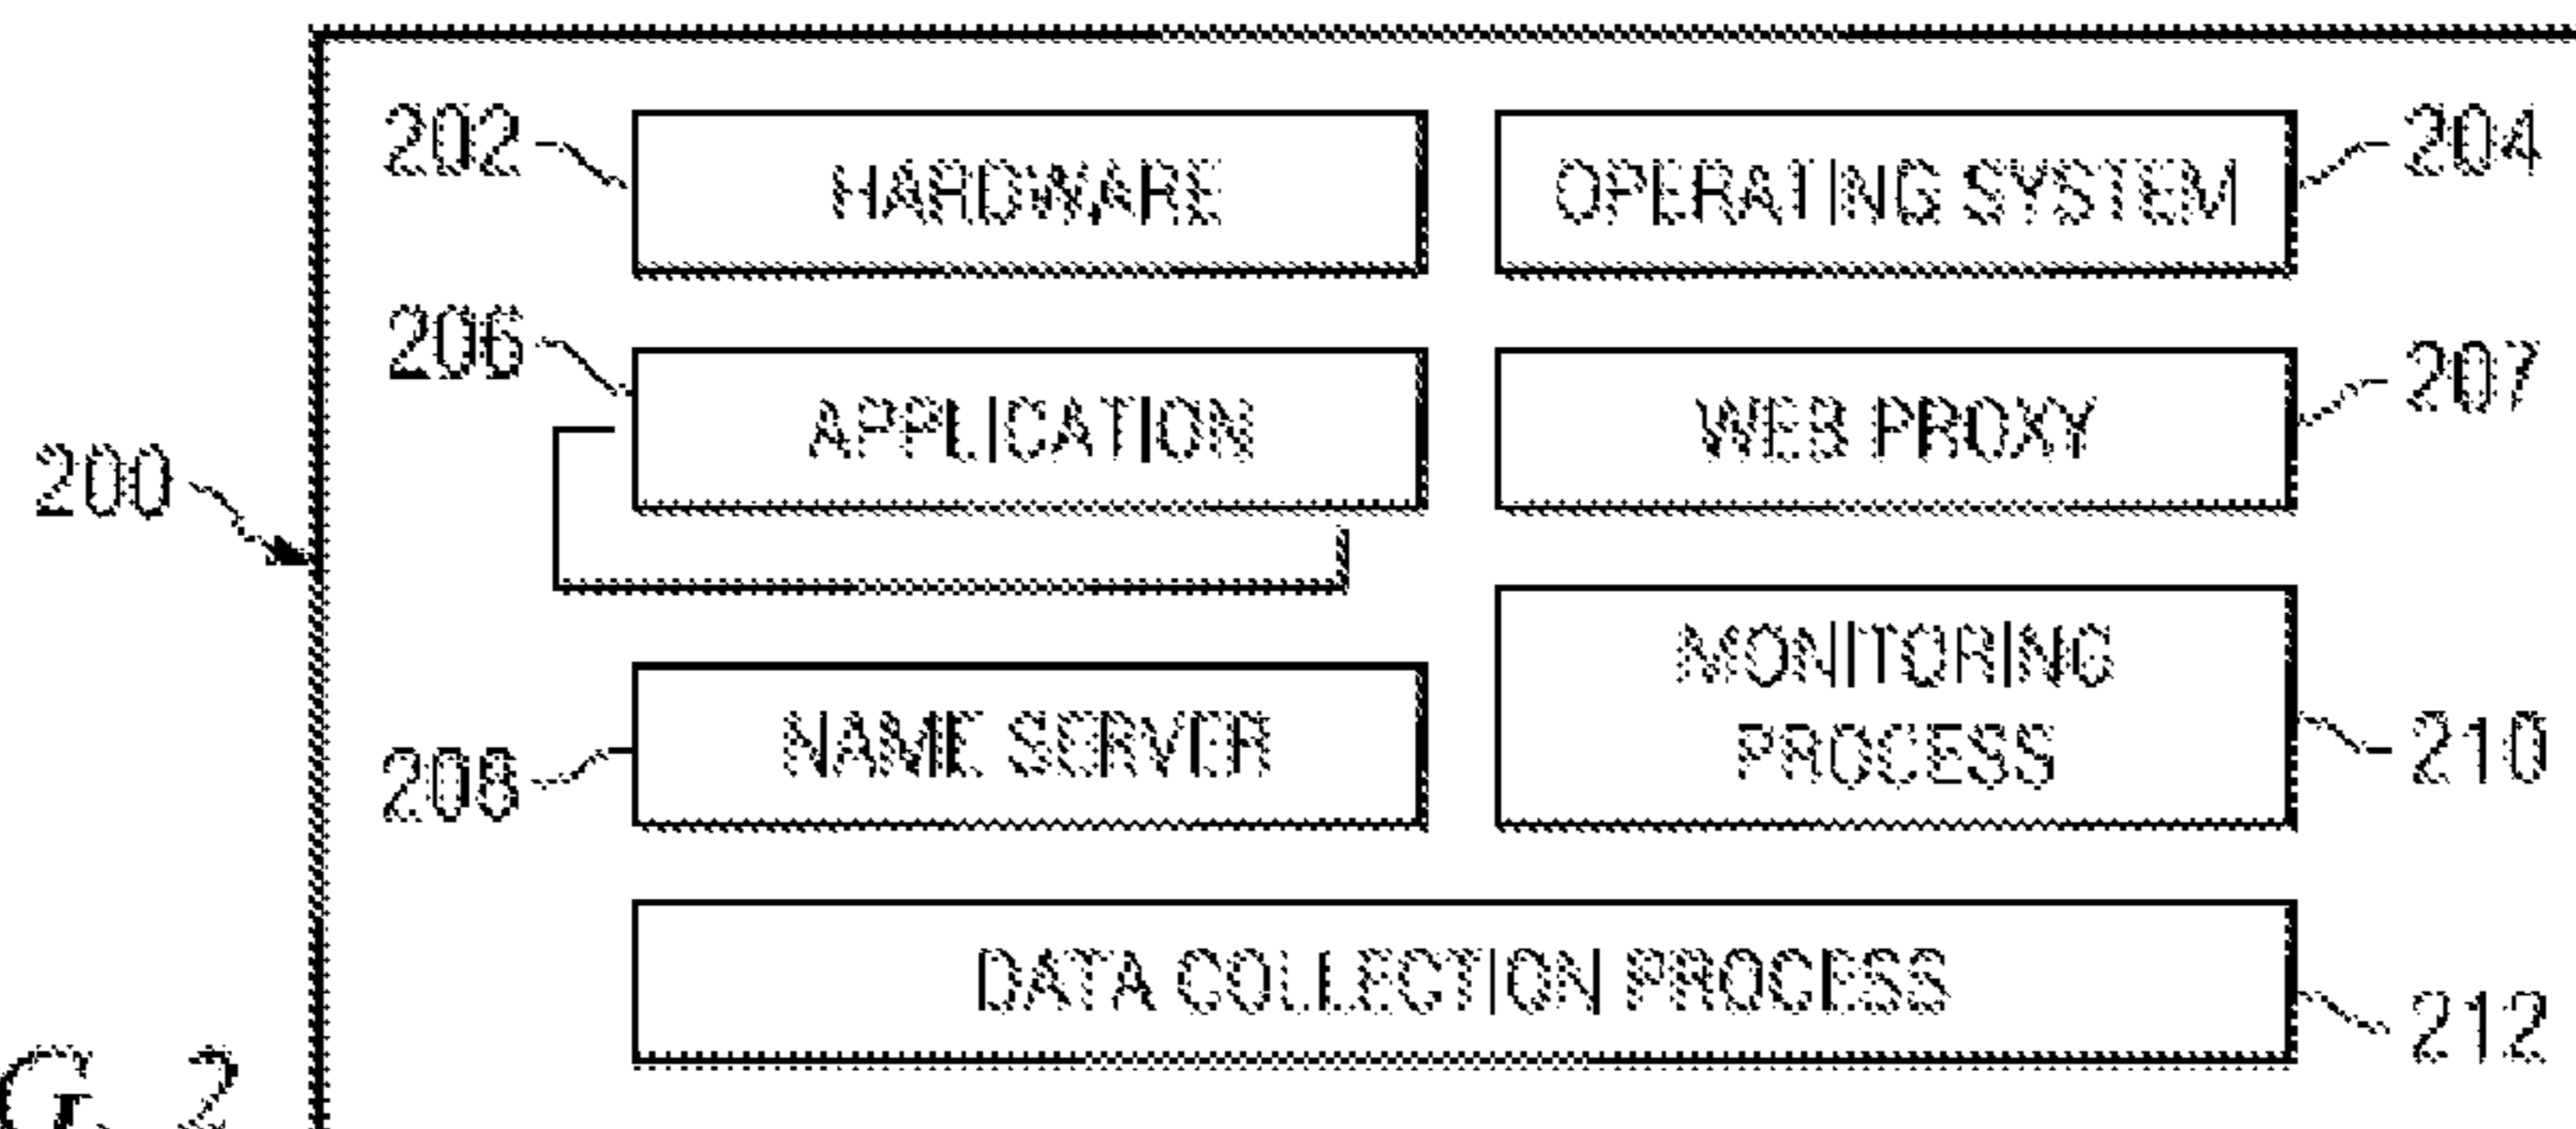 202 HARDWARE OPERATING SYSTEM 204
206 APPLICATION WEB PROXY 207
200
208 NAME SERVER
MONITORING
PROCESS 210
DATA COLLECTION PROCESS 212
G. 2